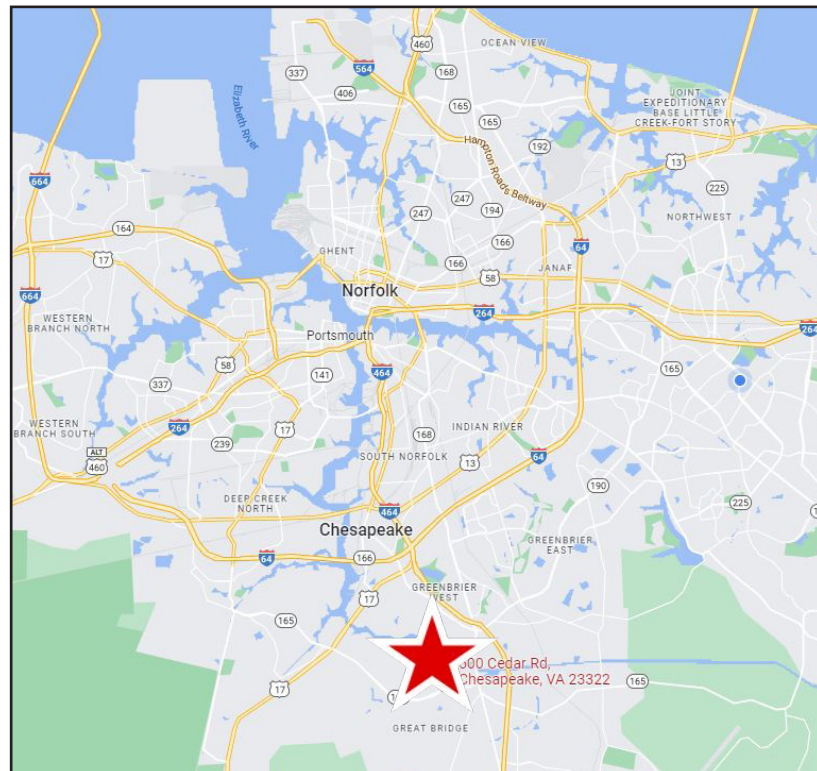 460
OCEAN VIEW
564
337
168
406
165
165
JOINT
EXPEDITIONARY
BASE LITTLE
CREEK-FORT STORY
Elizabeth River
192
Hampton Roads Beltway
13
664
225
247
247
194
NORTHWEST
164
166
17
GHENT
64
166
58
JANAF
Norfolk
664
264
WESTERN
BRANCH NORTH
Portsmouth
264
58
464
165
337
141
WESTERN
BRANCH SOUTH
264
17
168
INDIAN RIVER
239
ALT
460
SOUTH NORFOLK
13
64
190
DEEP CREEK
NORTH
225
464
Chesapeake
GREENBRIER
EAST
64
166
GREENBRIER
17
165
Cedar Rd,
Chesapeake, VA 23322
17
165
GREAT BRIDGE